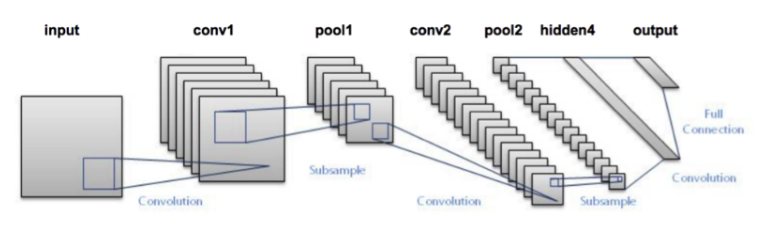 input conv1 pool1 conv2 pool2 hidden4 output
Full
Connection
Subsample
Convolution
Convolution
Convolution
Subsample